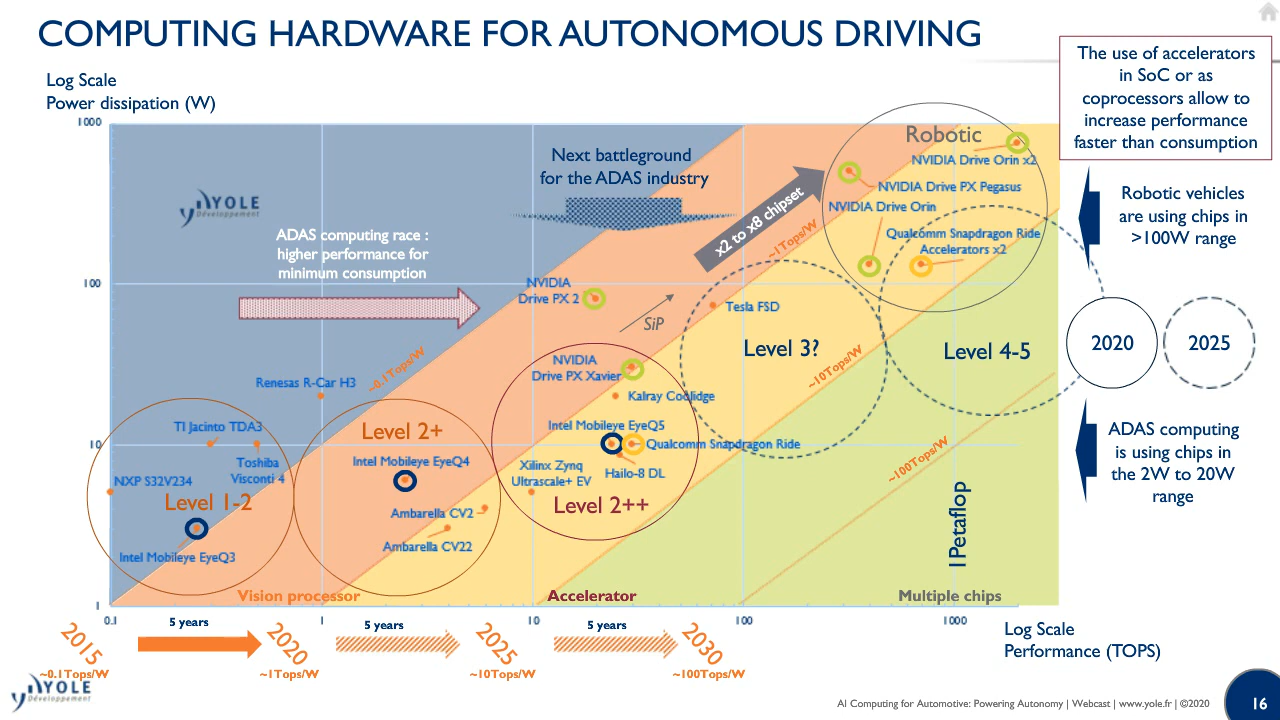 COMPUTING HARDWARE FOR AUTONOMOUS DRIVING
The use of accelerators
in SoC or as
coprocessors allow to
increase performance
faster than consumption
Log Scale
Power dissipation (W)
1000
100
10
1
YOLE
Développement
Next battleground
for the ADAS industry
ADAS computing race :
higher performance for
minimum consumption
x2 to x8 chipset
Robotic
NVIDIA Drive Orin x2
NVIDIA Drive PX Pegasus
NVIDIA Drive Orin
Qualcomm Snapdragon Ride
Accelerators x2
~1Tops/W
Robotic vehicles
are using chips in
>100W range
NVIDIA
Drive PX 2
SiP
Tesla FSD
Level 3?
Level 4-5
2020
2025
~0.1Tops/W
~10Tops/W
~100Tops/W
NVIDIA
Drive PX Xavier
Kalray Coolidge
Renesas R-Car H3
TI Jacinto TDA3
Toshiba
Visconti 4
NXP S32V234
Level 1-2
Intel Mobileye EyeQ3
Level 2+
Intel Mobileye EyeQ4
Ambarella CV2
Ambarella CV22
Intel Mobileye EyeQ5
Qualcomm Snapdragon Ride
Xilinx Zynq
Ultrascale+ EV
Hailo-8 DL
Level 2++
ADAS computing
is using chips in
the 2W to 20W
range
1Petaflop
Vision processor
Accelerator
Multiple chips
0.1
1
10
100
1000
Log Scale
Performance (TOPS)
2015
5 years
2020
5 years
2025
5 years
2030
~0.1Tops/W
~1Tops/W
~10Tops/W
~100Tops/W
YOLE
Développement
AI Computing for Automotive: Powering Autonomy | Webcast | www.yole.fr | ©2020
16